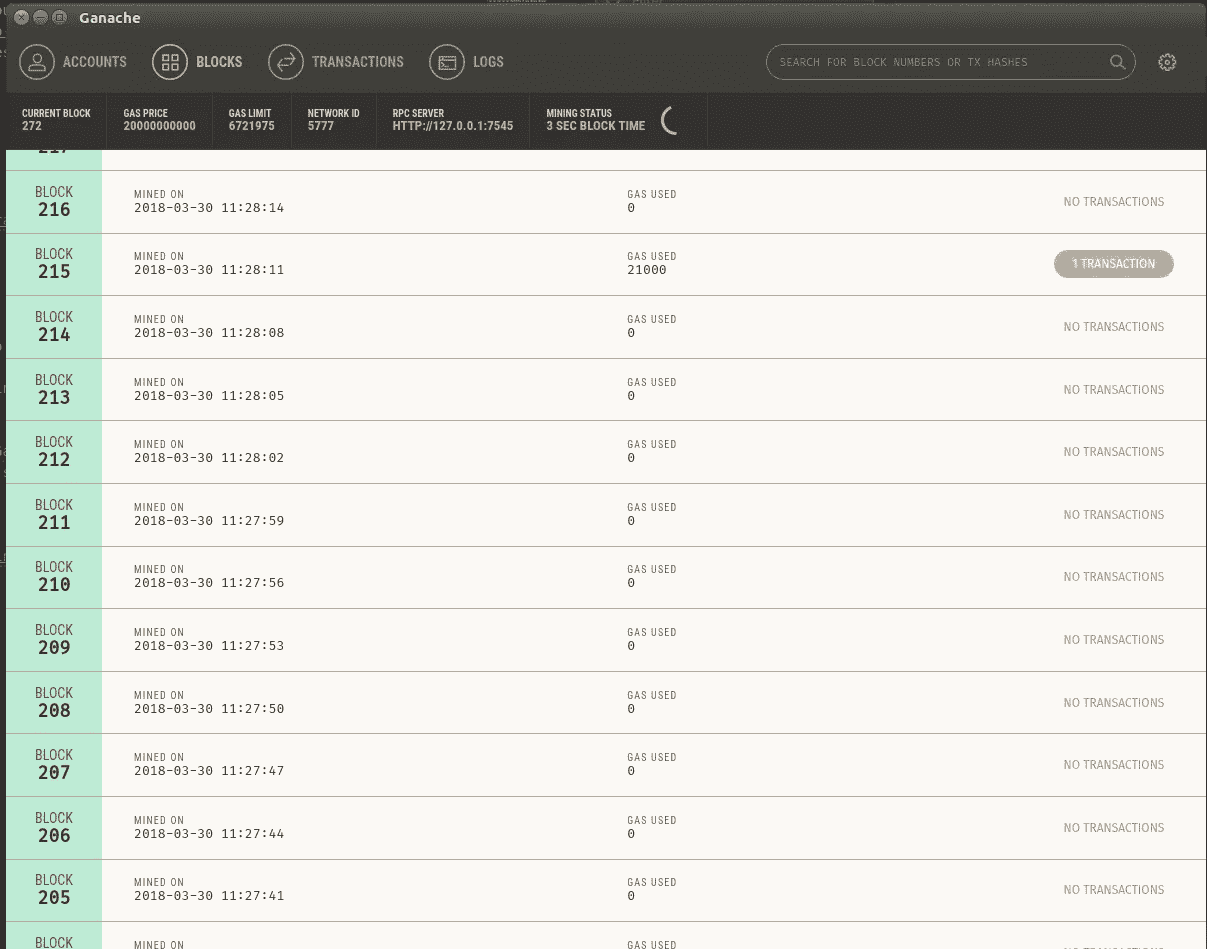 Ganache
ACCOUNTS BLOCKS TRANSACTIONS LOGS SEARCH FOR BLOCK NUMBERS OR TX HASHES
CURRENT BLOCK GAS PRICE GAS LIMIT NETWORK ID RPC SERVER MINING STATUS
272 20000000000 6721975 5777 HTTP://127.0.0.1:7545 3 SEC BLOCK TIME
217
BLOCK MINED ON GAS USED
216 2018-03-30 11:28:14 0 NO TRANSACTIONS
BLOCK MINED ON GAS USED
215 2018-03-30 11:28:11 21000 1 TRANSACTION
BLOCK MINED ON GAS USED
214 2018-03-30 11:28:08 0 NO TRANSACTIONS
BLOCK MINED ON GAS USED
213 2018-03-30 11:28:05 0 NO TRANSACTIONS
BLOCK MINED ON GAS USED
212 2018-03-30 11:28:02 0 NO TRANSACTIONS
BLOCK MINED ON GAS USED
211 2018-03-30 11:27:59 0 NO TRANSACTIONS
BLOCK MINED ON GAS USED
210 2018-03-30 11:27:56 0 NO TRANSACTIONS
BLOCK MINED ON GAS USED
209 2018-03-30 11:27:53 0 NO TRANSACTIONS
BLOCK MINED ON GAS USED
208 2018-03-30 11:27:50 0 NO TRANSACTIONS
BLOCK MINED ON GAS USED
207 2018-03-30 11:27:47 0 NO TRANSACTIONS
BLOCK MINED ON GAS USED
206 2018-03-30 11:27:44 0 NO TRANSACTIONS
BLOCK MINED ON GAS USED
205 2018-03-30 11:27:41 0 NO TRANSACTIONS
BLOCK MINED ON GAS USED